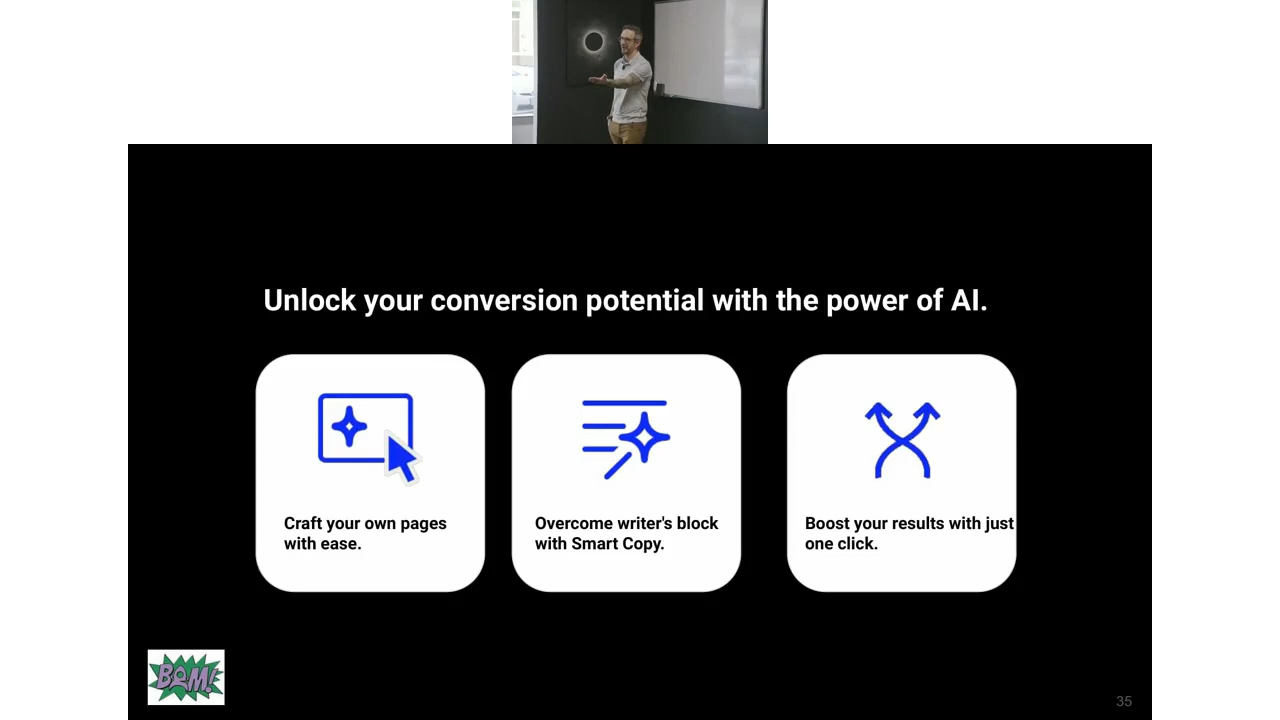 Unlock your conversion potential with the power of AI.
Craft your own pages
with ease.
Overcome writer's block
with Smart Copy.
Boost your results with just
one click.
BAM!
35